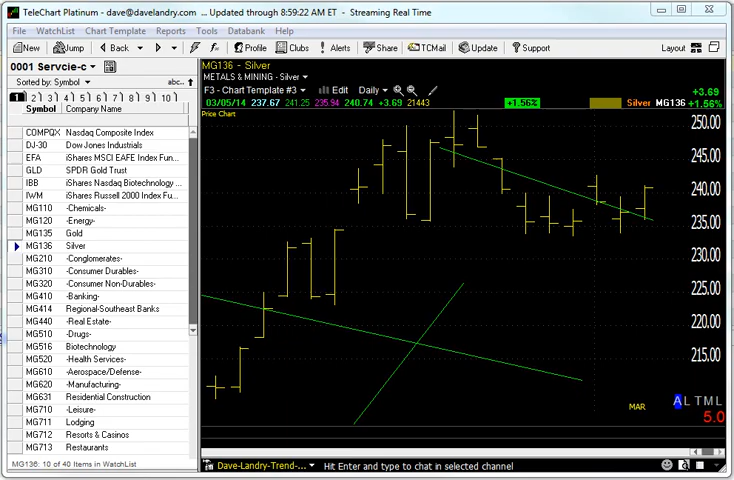 TeleChart Platinum - dave@davelandry.com ... Updated through 8:59:22 AM ET - Streaming Real Time
File WatchList Chart Template Reports Tools Databank Help
New Jump Back Profile Clubs Alerts Share TCMail Update Support Layout
0001 Servcie-c
Sorted by: Symbol abc..
1 2 3 4 5 6 7 8 9 10
Symbol Company Name
COMPQX Nasdaq Composite Index
DJ-30 Dow Jones Industrials
EFA iShares MSCI EAFE Index Fun...
GLD SPDR Gold Trust
IBB iShares Nasdaq Biotechnology ...
IWM iShares Russell 2000 Index Fun...
MG110 -Chemicals-
MG120 -Energy-
MG135 Gold
MG136 Silver
MG210 -Conglomerates-
MG310 -Consumer Durables-
MG320 -Consumer Non-Durables-
MG410 -Banking-
MG414 Regional-Southeast Banks
MG440 -Real Estate-
MG510 -Drugs-
MG516 Biotechnology
MG520 -Health Services-
MG610 -Aerospace/Defense-
MG620 -Manufacturing-
MG631 Residential Construction
MG710 -Leisure-
MG711 Lodging
MG712 Resorts & Casinos
MG713 Restaurants
MG136: 10 of 40 Items in WatchList
MG136 - Silver
METALS & MINING - Silver
+3.69
F3 - Chart Template #3 Edit Daily
03/05/14 237.67 241.25 235.94 240.74 +3.69 21443 +1.56% Silver MG136 +1.56%
Price Chart
250.00
245.00
240.00
235.00
230.00
225.00
220.00
215.00
A L T M L
MAR
5.0
Dave-Landry-Trend-... Hit Enter and type to chat in selected channel